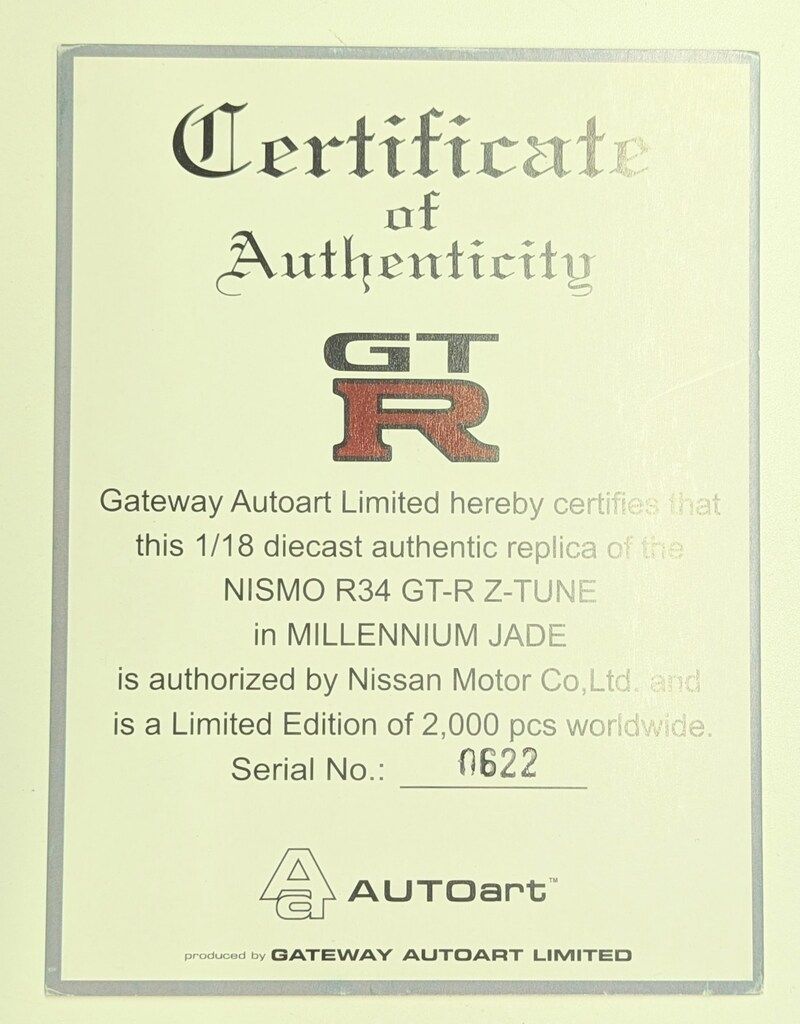 Certificate
of
Authenticity
GT
R
Gateway Autoart Limited hereby certifies that
this 1/18 diecast authentic replica of the
NISMO R34 GT-R Z-TUNE
in MILLENNIUM JADE
is authorized by Nissan Motor Co,Ltd. and
is a Limited Edition of 2,000 pcs worldwide.
Serial No.: 0622
Aa AUTOart™
produced by GATEWAY AUTOART LIMITED